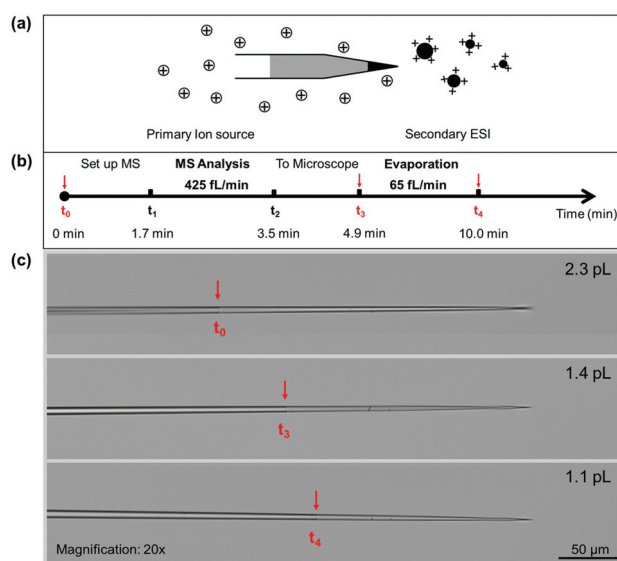 (a)
Primary Ion source Secondary ESI
(b)
Set up MS MS Analysis To Microscope Evaporation
425 fL/min 65 fL/min
t0 t1 t2 t3 t4 Time (min)
0 min 1.7 min 3.5 min 4.9 min 10.0 min
(c)
2.3 pL
t0
1.4 pL
t3
1.1 pL
t4
Magnification: 20x 50 µm